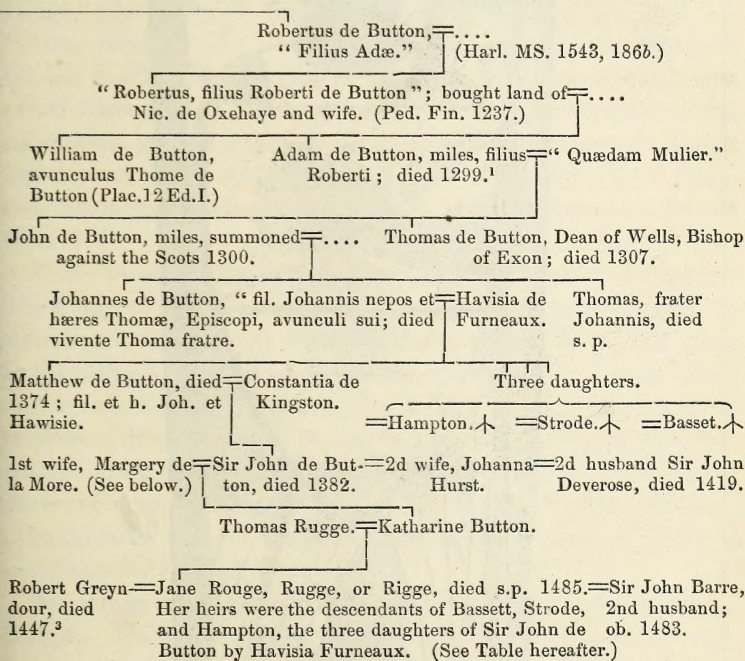 Robertus de Button,=....
" Filius Adæ." (Harl. MS. 1543, 186b.)
"Robertus, filius Roberti de Button"; bought land of=....
Nic. de Oxehaye and wife. (Ped. Fin. 1237.)
William de Button,
avunculus Thome de
Button (Plac.12 Ed.I.)
Adam de Button, miles, filius=" Quædam Mulier."
Roberti; died 1299.¹
John de Button, miles, summoned=....
against the Scots 1300.
Thomas de Button, Dean of Wells, Bishop
of Exon; died 1307.
Johannes de Button, " fil. Johannis nepos et=Havisia de
hæres Thomæ, Episcopi, avunculi sui; died Furneaux.
vivente Thoma fratre.
Thomas, frater
Johannis, died
s. p.
Matthew de Button, died=Constantia de
1374; fil. et h. Joh. et Kingston.
Hawisie.
Three daughters.
=Hampton. =Strode. =Basset.
1st wife, Margery de=Sir John de But-=2d wife, Johanna=2d husband Sir John
la More. (See below.) ton, died 1382. Hurst. Deverose, died 1419.
Thomas Rugge.=Katharine Button.
Robert Greyn-=Jane Rouge, Rugge, or Rigge, died s.p. 1485.=Sir John Barre,
dour, died Her heirs were the descendants of Bassett, Strode, 2nd husband;
1447.³ and Hampton, the three daughters of Sir John de ob. 1483.
Button by Havisia Furneaux. (See Table hereafter.)